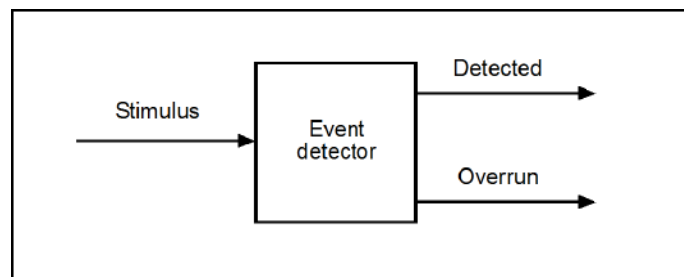 Detected
Stimulus
Event
detector
Overrun